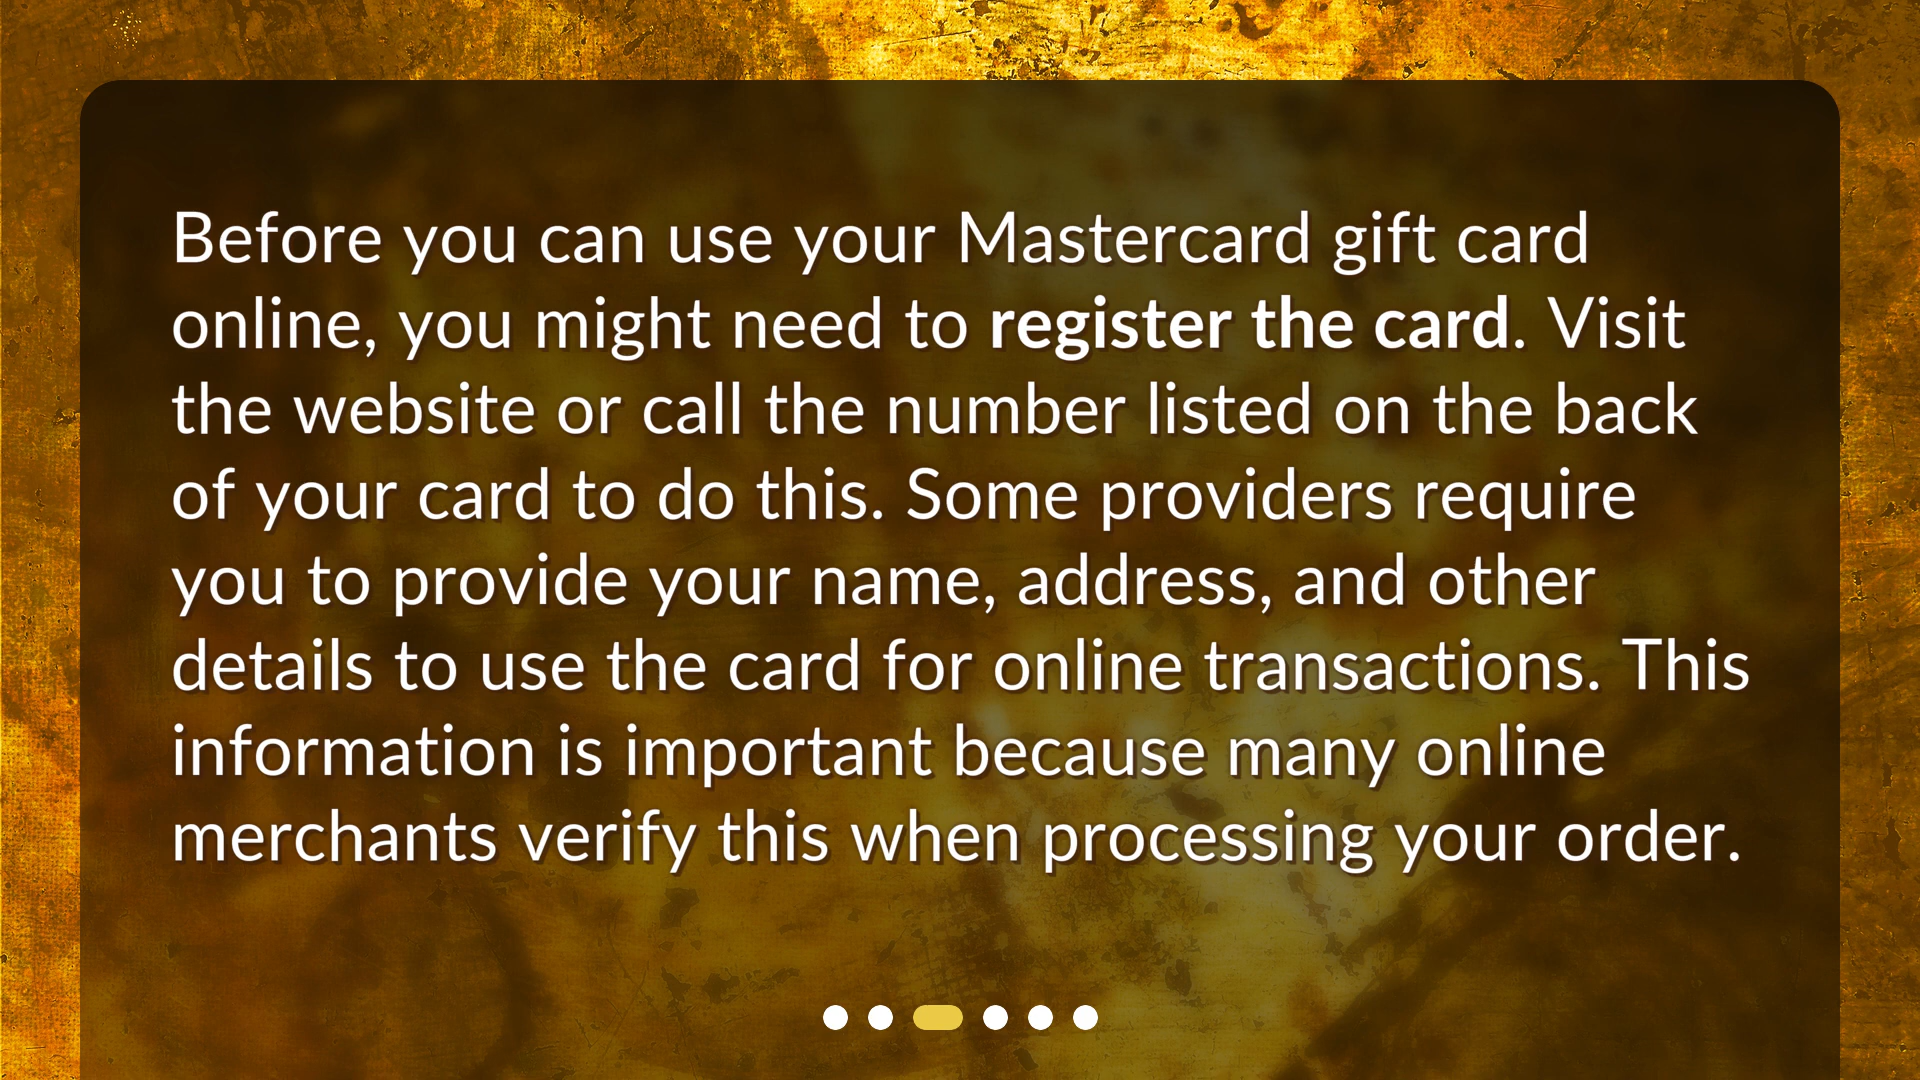 Before you can use your Mastercard gift card
online, you might need to register the card. Visit
the website or call the number listed on the back
of your card to do this. Some providers require
you to provide your name, address, and other
details to use the card for online transactions. This
information is important because many online
merchants verify this when processing your order.